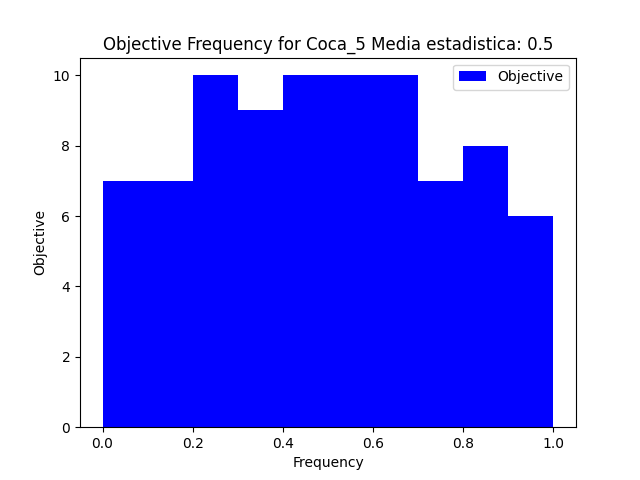 Objective Frequency for Coca_5 Media estadistica: 0.5
Objective
10
8
6
4
2
0
Objective
0.0 0.2 0.4 0.6 0.8 1.0
Frequency